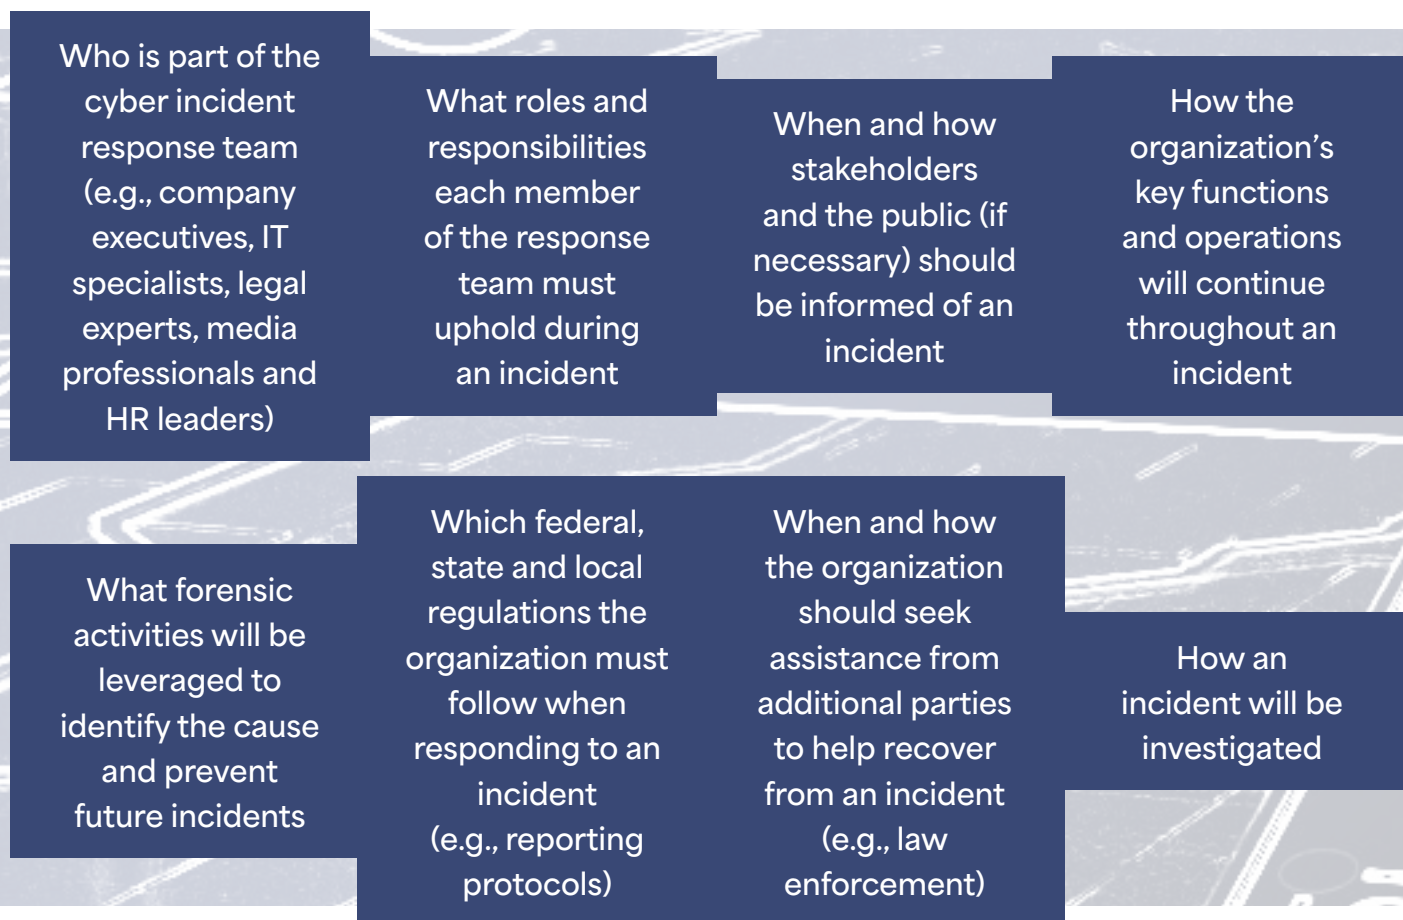 Who is part of the
cyber incident
response team
(e.g., company
executives, IT
specialists, legal
experts, media
professionals and
HR leaders)
What roles and
responsibilities
each member
of the response
team must
uphold during
an incident
When and how
stakeholders
and the public (if
necessary) should
be informed of an
incident
How the
organization’s
key functions
and operations
will continue
throughout an
incident
What forensic
activities will be
leveraged to
identify the cause
and prevent
future incidents
Which federal,
state and local
regulations the
organization must
follow when
responding to an
incident
(e.g., reporting
protocols)
When and how
the organization
should seek
assistance from
additional parties
to help recover
from an incident
(e.g., law
enforcement)
How an
incident will be
investigated